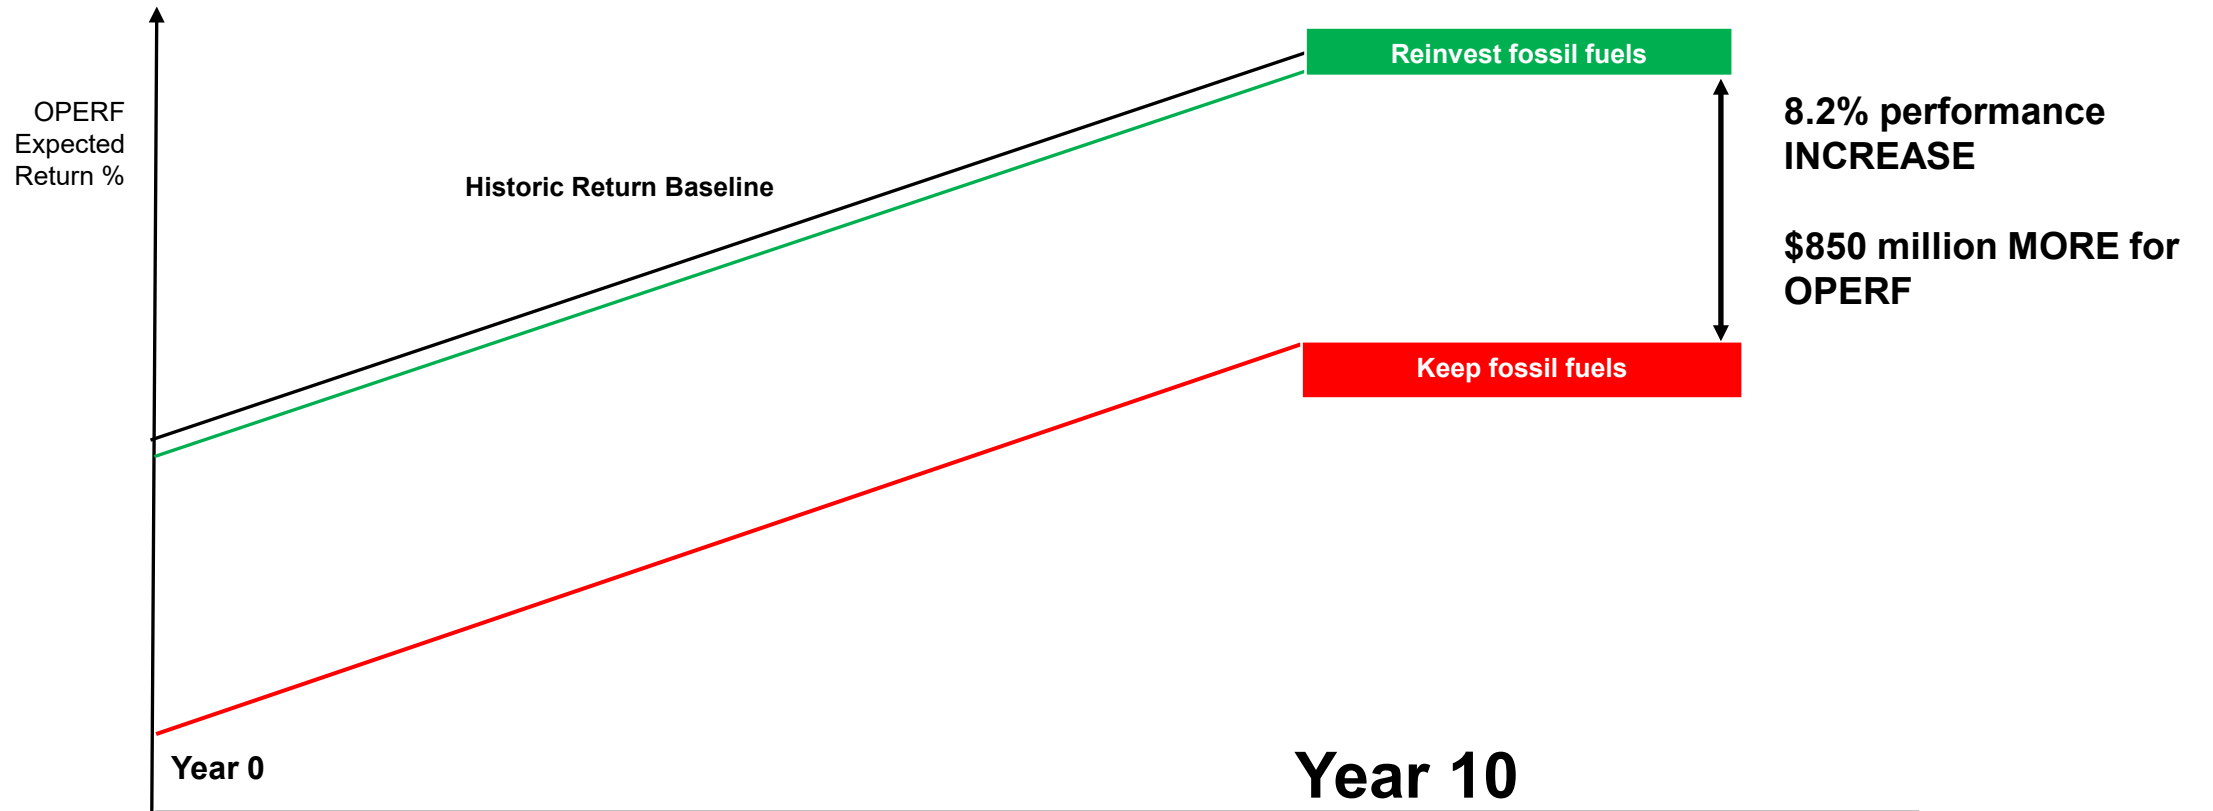 OPERF
Expected
Return %
Historic Return Baseline
Reinvest fossil fuels
8.2% performance
INCREASE
$850 million MORE for
OPERF
Keep fossil fuels
Year 0
Year 10